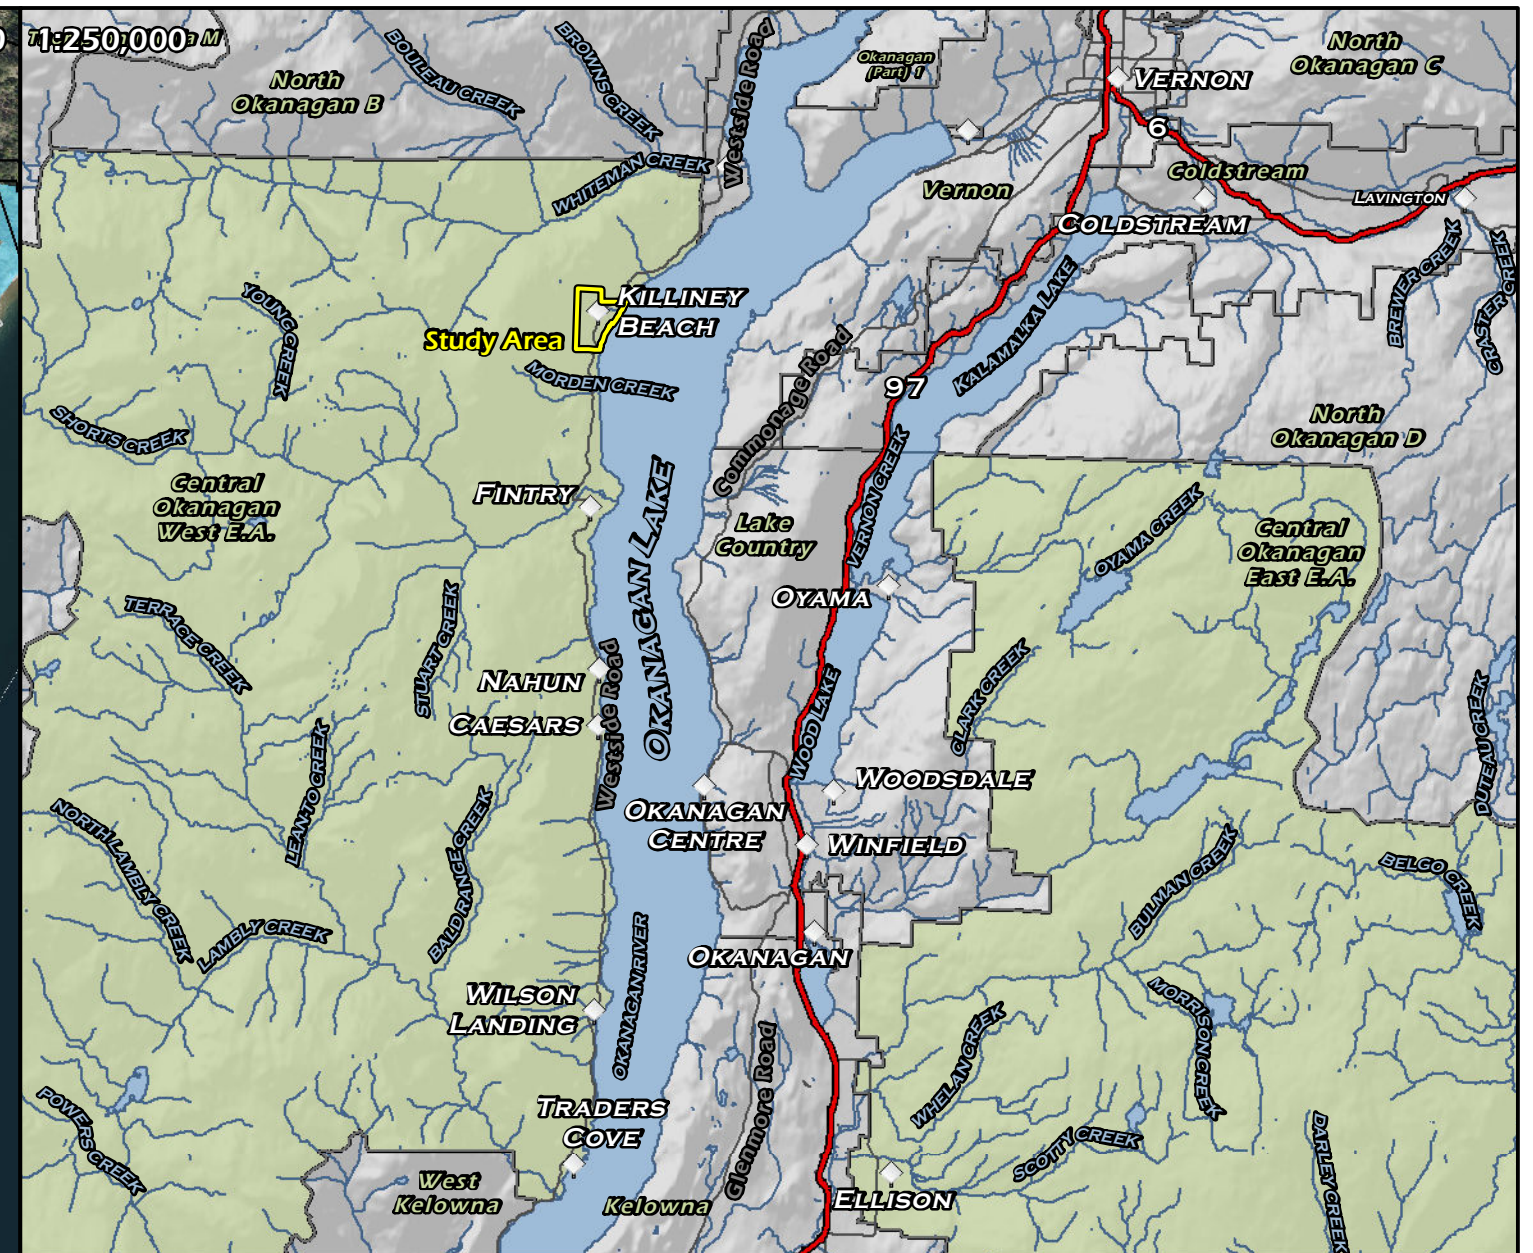 1:250,000
North
Okanagan B
BOULEAU CREEK
BROWNS CREEK
Westside Road
Okanagan
(Part) 1
North
Okanagan C
VERNON
6
Coldstream
WHITEMAN CREEK
Vernon
LAVINGTON
COLDSTREAM
BREWER CREEK
CRASTER CREEK
YOUNG CREEK
KILLINEY
BEACH
Study Area
KALAMALKA LAKE
MORDEN CREEK
97
Commonage Road
North
Okanagan D
SHORTS CREEK
Central
Okanagan
West E.A.
FINTRY
OKANAGAN LAKE
Lake
Country
VERNON CREEK
OYAMA CREEK
Central
Okanagan
East E.A.
OYAMA
TERRACE CREEK
STUART CREEK
NAHUN
CAESARS
Westside Road
WOOD LAKE
CLARK CREEK
DUTEAU CREEK
LEAN-TO CREEK
BALD RANGE CREEK
OKANAGAN
CENTRE
WOODSDALE
WINFIELD
NORTH LAMBLY CREEK
LAMBLY CREEK
BULMAN CREEK
BELGO CREEK
OKANAGAN
WILSON
LANDING
OKANAGAN RIVER
MORRISON CREEK
WHELAN CREEK
POWERS CREEK
TRADERS
COVE
Glenmore Road
SCOTTY CREEK
DARLEY CREEK
West
Kelowna
Kelowna
ELLISON